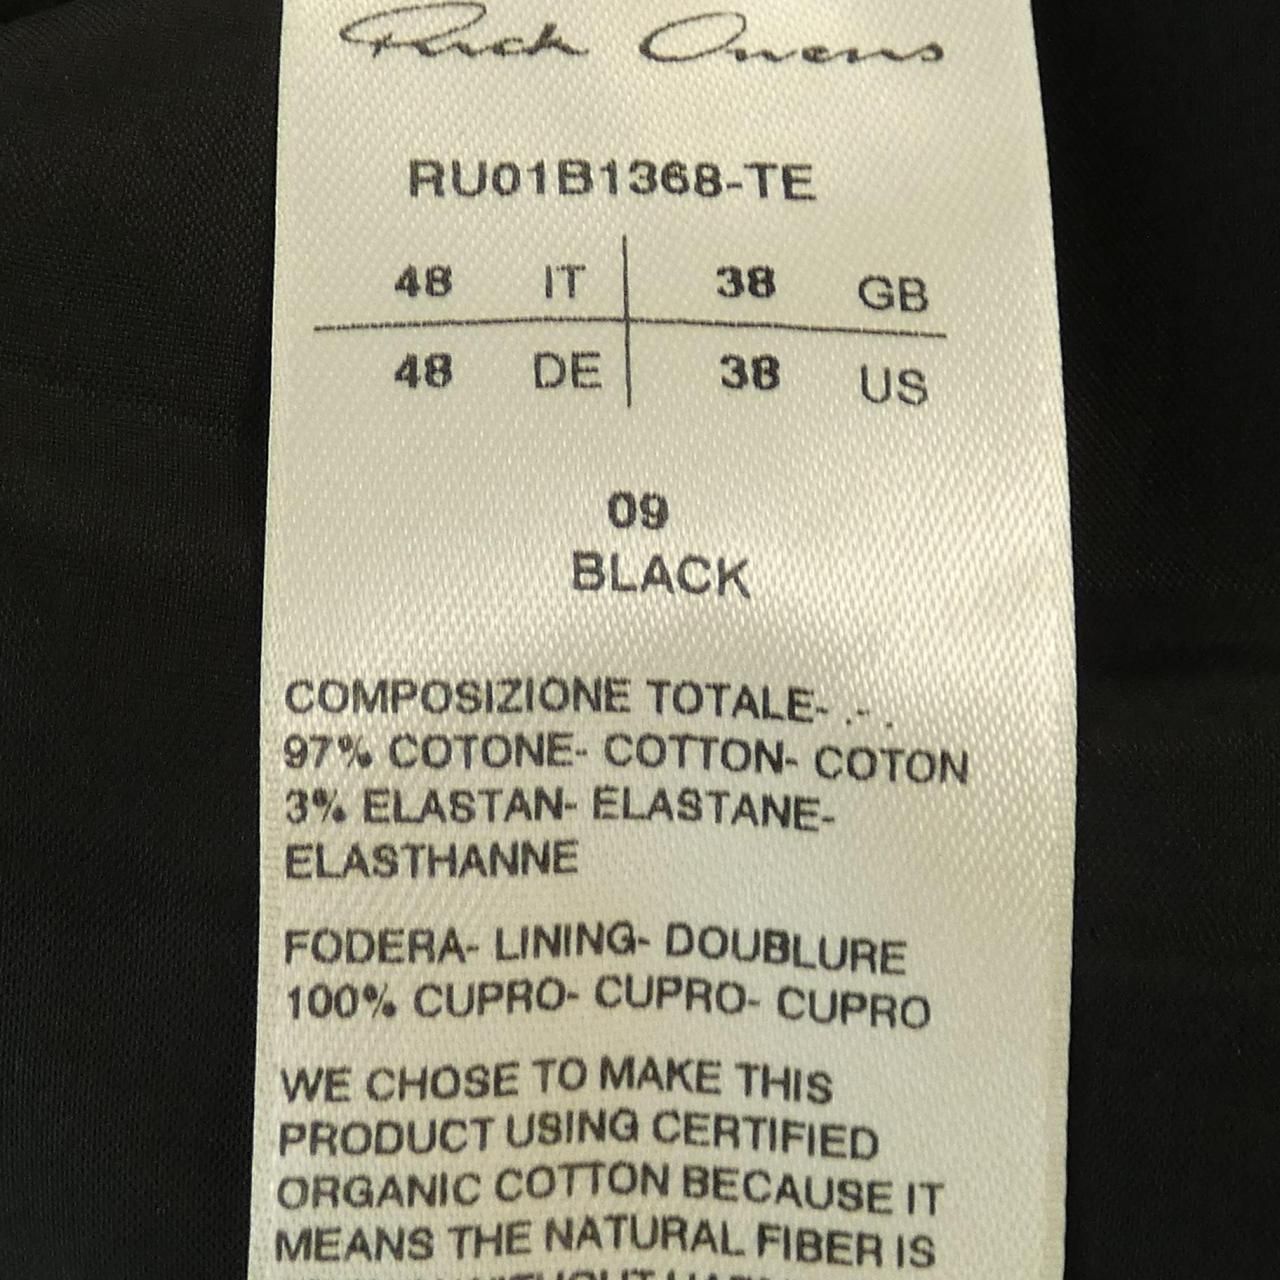 Rick Owens
RU01B1368-TE
48 IT 38 GB
48 DE 38 US
09
BLACK
COMPOSIZIONE TOTALE- .- .
97% COTONE- COTTON- COTON
3% ELASTAN- ELASTANE-
ELASTHANNE
FODERA- LINING- DOUBLURE
100% CUPRO- CUPRO- CUPRO
WE CHOSE TO MAKE THIS
PRODUCT USING CERTIFIED
ORGANIC COTTON BECAUSE IT
MEANS THE NATURAL FIBER IS
WITHOUT